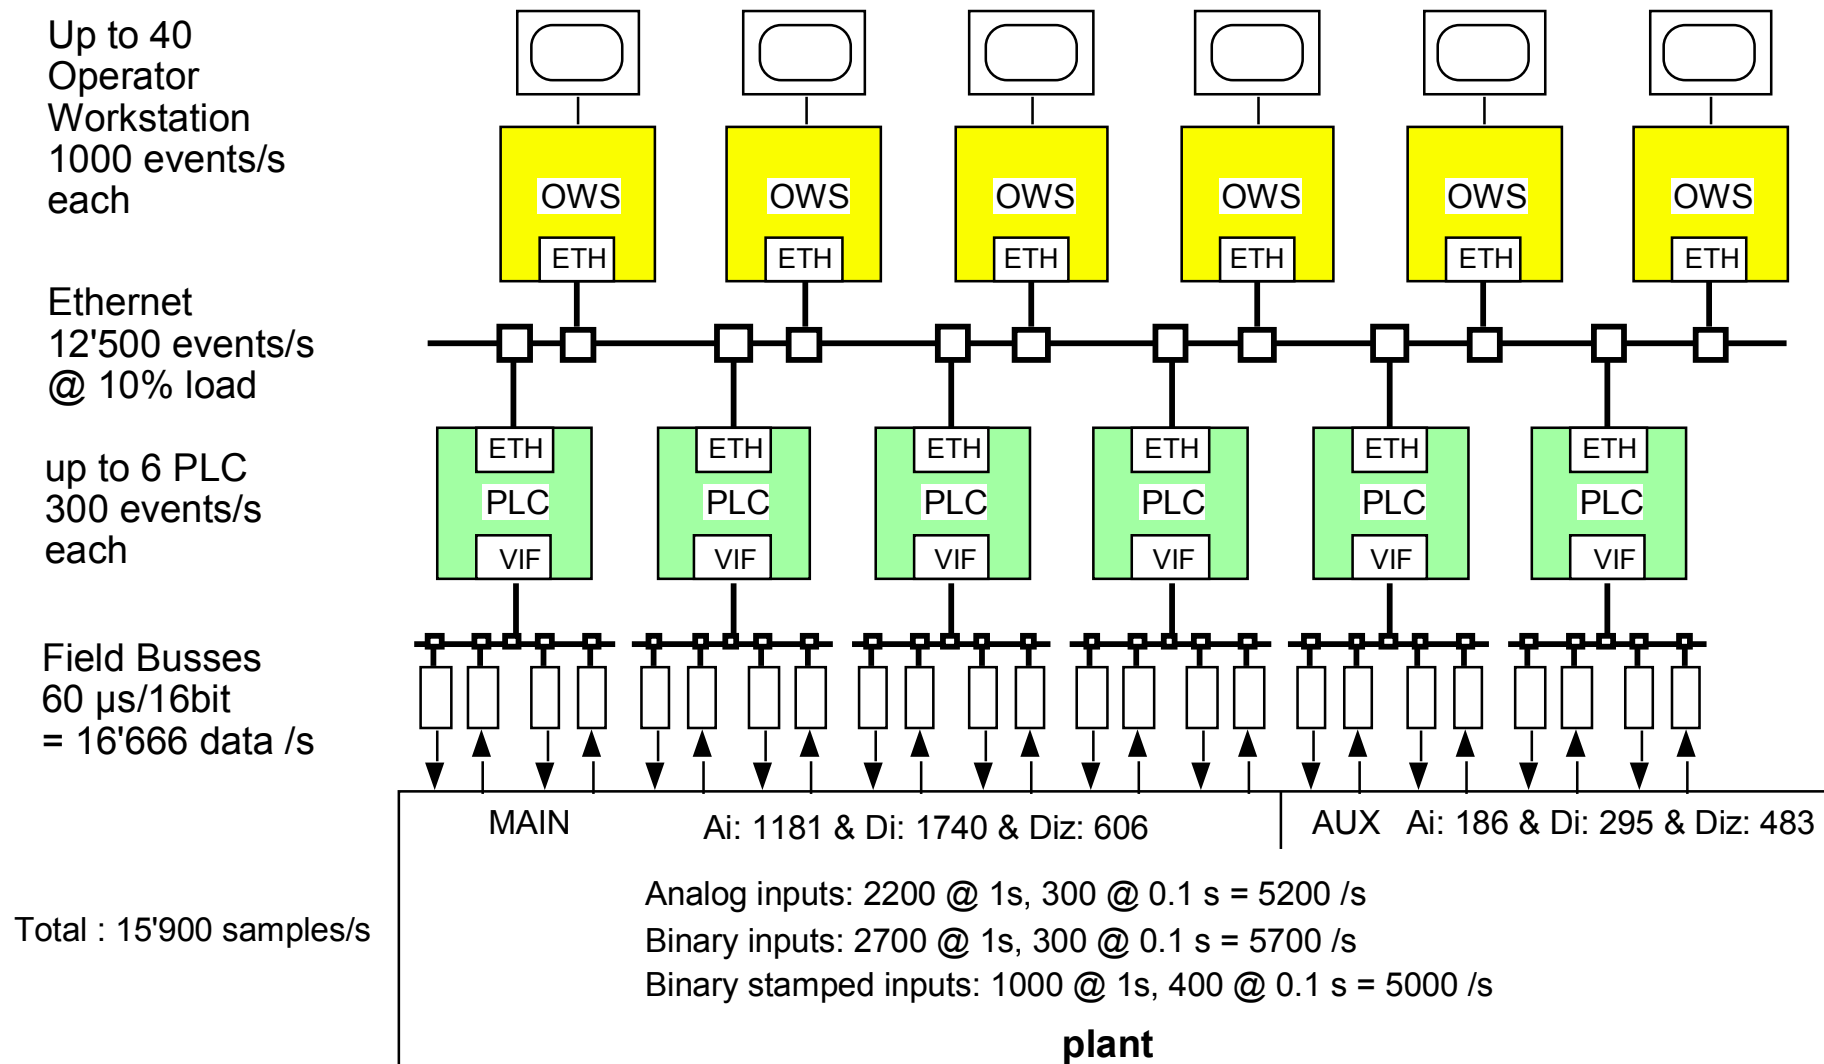 Up to 40
Operator
Workstation
1000 events/s
each
OWS OWS OWS OWS OWS OWS
ETH ETH ETH ETH ETH ETH
Ethernet
12'500 events/s
@ 10% load
up to 6 PLC
300 events/s
each
ETH ETH ETH ETH ETH ETH
PLC PLC PLC PLC PLC PLC
VIF VIF VIF VIF VIF VIF
Field Busses
60 µs/16bit
= 16'666 data /s
MAIN Ai: 1181 & Di: 1740 & Diz: 606
AUX Ai: 186 & Di: 295 & Diz: 483
Total : 15'900 samples/s
Analog inputs: 2200 @ 1s, 300 @ 0.1 s = 5200 /s
Binary inputs: 2700 @ 1s, 300 @ 0.1 s = 5700 /s
Binary stamped inputs: 1000 @ 1s, 400 @ 0.1 s = 5000 /s
plant